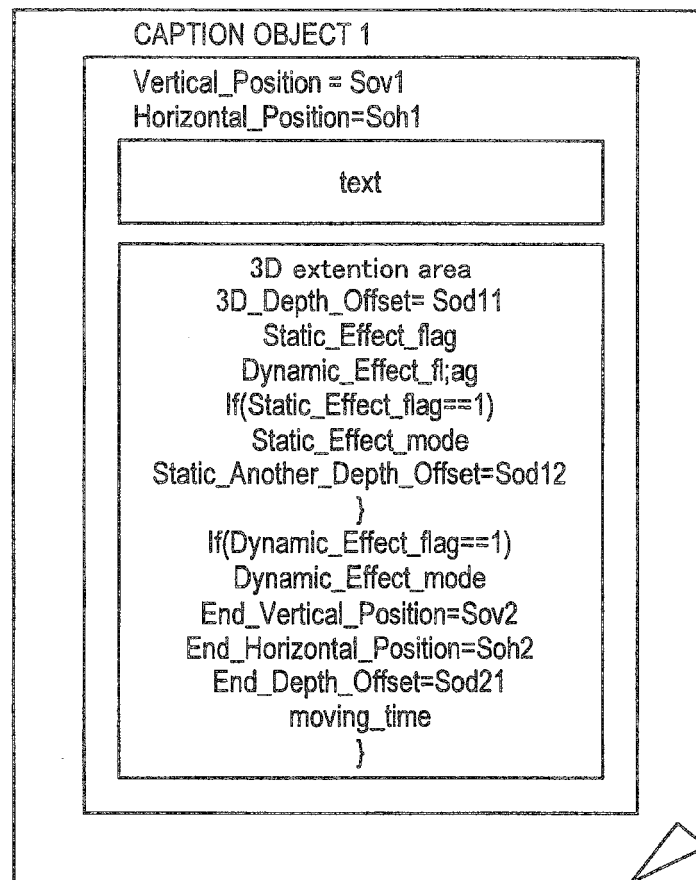 CAPTION OBJECT 1
Vertical_Position = Sov1
Horizontal_Position=Soh1
text
3D extention area
3D_Depth_Offset= Sod11
Static_Effect_flag
Dynamic_Effect_fl;ag
If(Static_Effect_flag==1)
Static_Effect_mode
Static_Another_Depth_Offset=Sod12
}
If(Dynamic_Effect_flag==1)
Dynamic_Effect_mode
End_Vertical_Position=Sov2
End_Horizontal_Position=Soh2
End_Depth_Offset=Sod21
moving_time
}